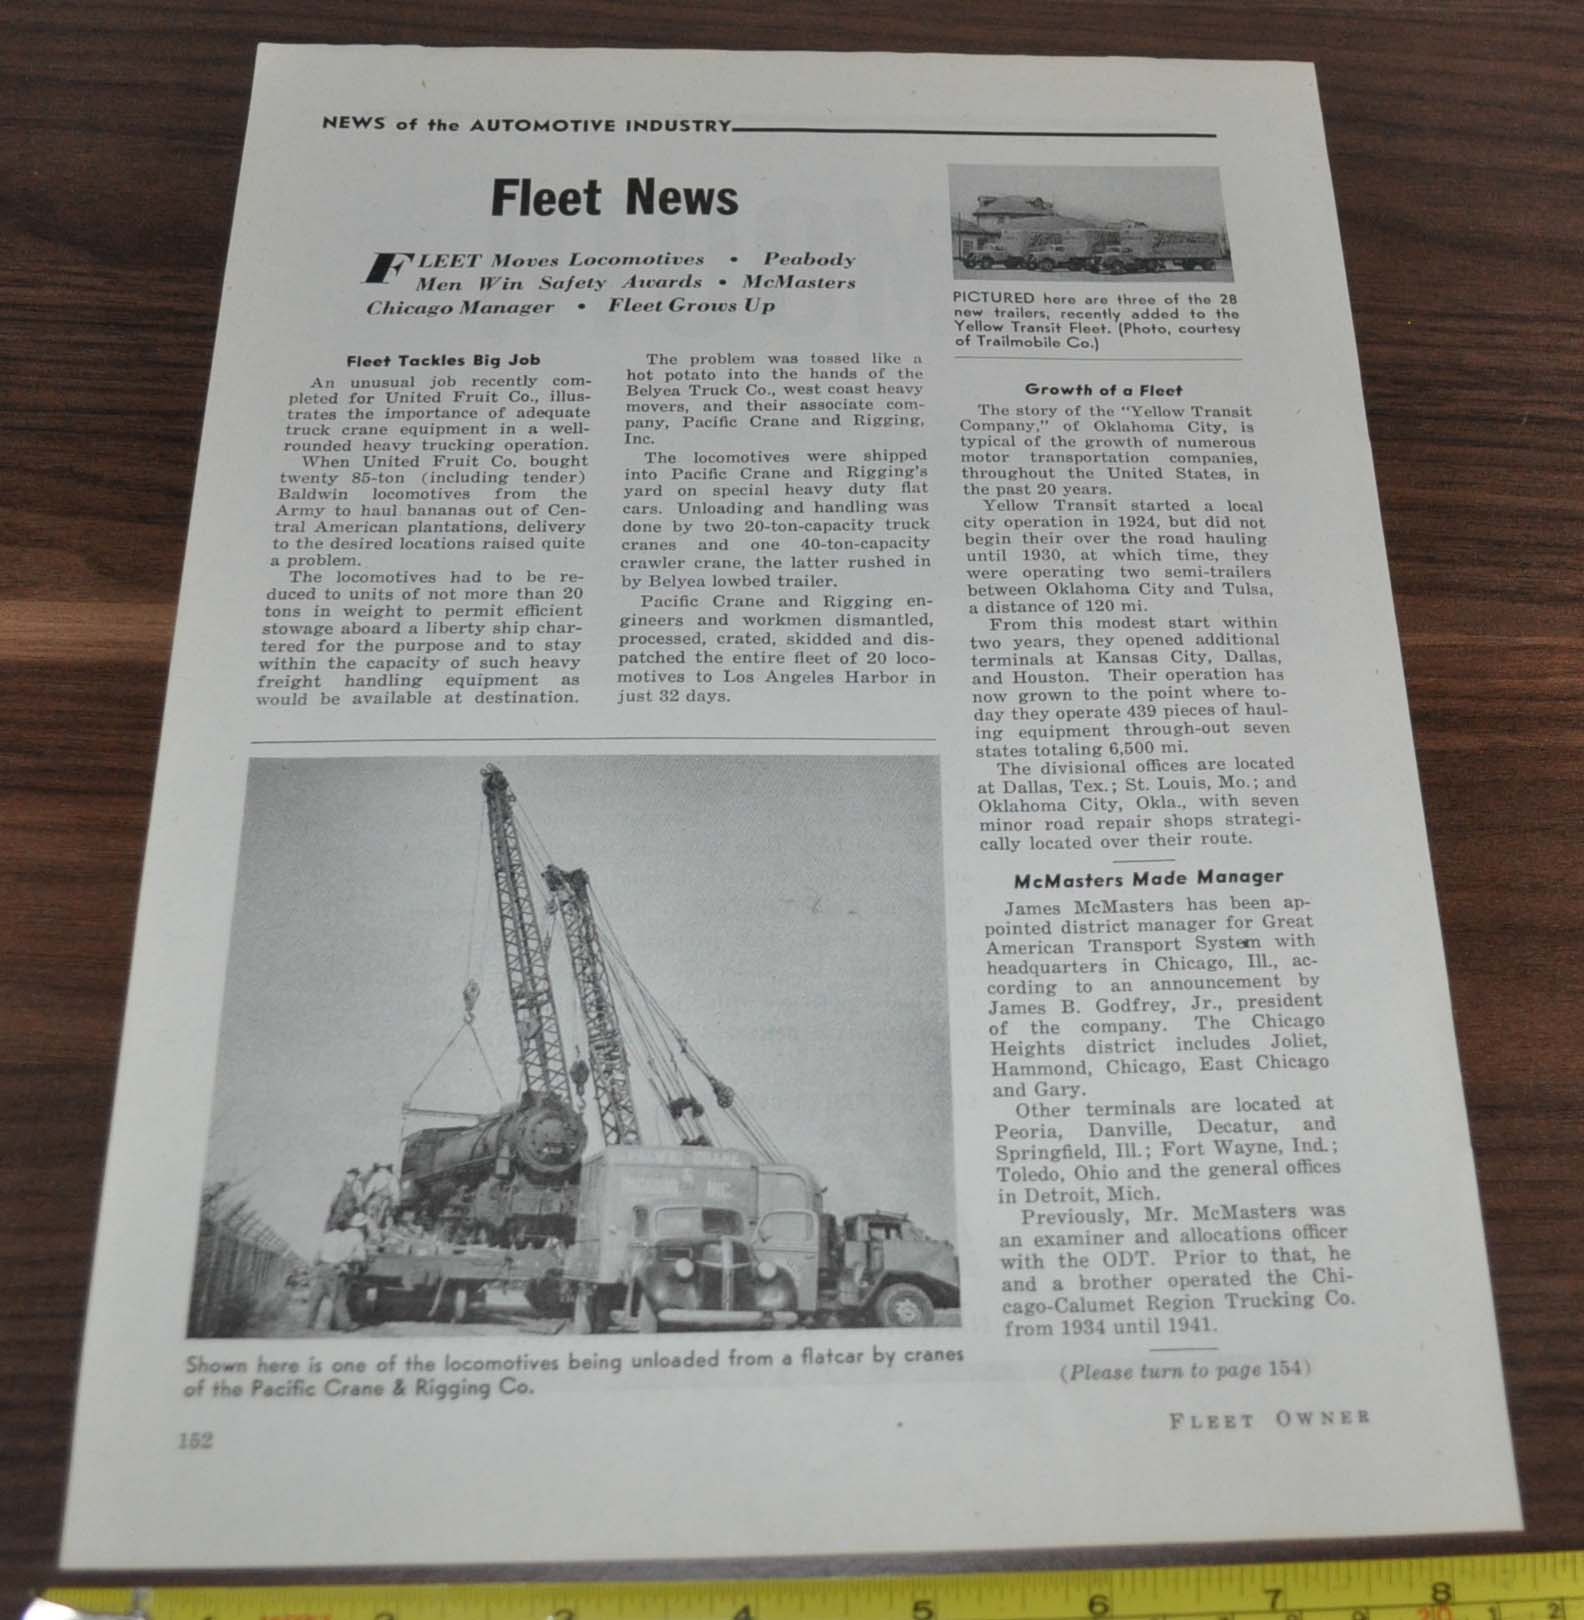 NEWS of the AUTOMOTIVE INDUSTRY
Fleet News
FLEET Moves Locomotives • Peabody
Men Win Safety Awards • McMasters
Chicago Manager • Fleet Grows Up
Fleet Tackles Big Job
An unusual job recently com-
pleted for United Fruit Co., illus-
trates the importance of adequate
truck crane equipment in a well-
rounded heavy trucking operation.
When United Fruit Co. bought
twenty 85-ton (including tender)
Baldwin locomotives from the
Army to haul bananas out of Cen-
tral American plantations, delivery
to the desired locations raised quite
a problem.
The locomotives had to be re-
duced to units of not more than 20
tons in weight to permit efficient
stowage aboard a liberty ship char-
tered for the purpose and to stay
within the capacity of such heavy
freight handling equipment as
would be available at destination.
The problem was tossed like a
hot potato into the hands of the
Belyea Truck Co., west coast heavy
movers, and their associate com-
pany, Pacific Crane and Rigging,
Inc.
The locomotives were shipped
into Pacific Crane and Rigging's
yard on special heavy duty flat
cars. Unloading and handling was
done by two 20-ton-capacity truck
cranes and one 40-ton-capacity
crawler crane, the latter rushed in
by Belyea lowbed trailer.
Pacific Crane and Rigging en-
gineers and workmen dismantled,
processed, crated, skidded and dis-
patched the entire fleet of 20 loco-
motives to Los Angeles Harbor in
just 32 days.
Shown here is one of the locomotives being unloaded from a flatcar by cranes
of the Pacific Crane & Rigging Co.
PICTURED here are three of the 28
new trailers, recently added to the
Yellow Transit Fleet. (Photo, courtesy
of Trailmobile Co.)
Growth of a Fleet
The story of the "Yellow Transit
Company," of Oklahoma City, is
typical of the growth of numerous
motor transportation companies,
throughout the United States, in
the past 20 years.
Yellow Transit started a local
city operation in 1924, but did not
begin their over the road hauling
until 1930, at which time, they
were operating two semi-trailers
between Oklahoma City and Tulsa,
a distance of 120 mi.
From this modest start within
two years, they opened additional
terminals at Kansas City, Dallas,
and Houston. Their operation has
now grown to the point where to-
day they operate 439 pieces of haul-
ing equipment through-out seven
states totaling 6,500 mi.
The divisional offices are located
at Dallas, Tex.; St. Louis, Mo.; and
Oklahoma City, Okla., with seven
minor road repair shops strategi-
cally located over their route.
McMasters Made Manager
James McMasters has been ap-
pointed district manager for Great
American Transport System with
headquarters in Chicago, Ill., ac-
cording to an announcement by
James B. Godfrey, Jr., president
of the company. The Chicago
Heights district includes Joliet,
Hammond, Chicago, East Chicago
and Gary.
Other terminals are located at
Peoria, Danville, Decatur, and
Springfield, Ill.; Fort Wayne, Ind.;
Toledo, Ohio and the general offices
in Detroit, Mich.
Previously, Mr. McMasters was
an examiner and allocations officer
with the ODT. Prior to that, he
and a brother operated the Chi-
cago-Calumet Region Trucking Co.
from 1934 until 1941.
(Please turn to page 154)
152
FLEET OWNER
4 5 6 7 8